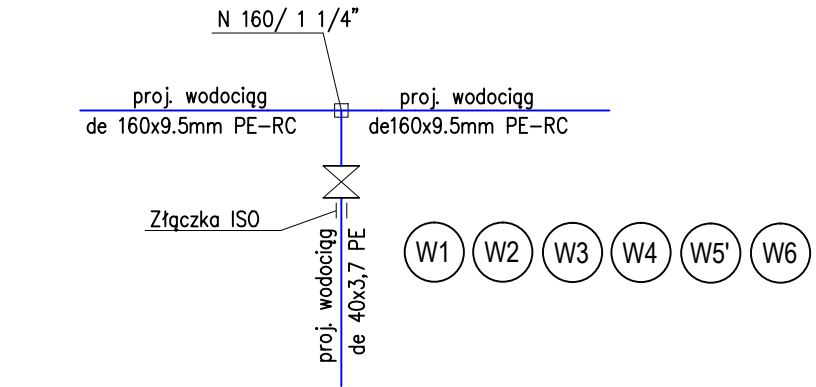 N 160/ 1 1/4"
proj. wodociąg
proj. wodociąg
de 160x9.5mm PE-RC
de160x9.5mm PE-RC
Złączka ISO
proj. wodociąg
de 40x3,7 PE
W1 W2 W3 W4 W5' W6